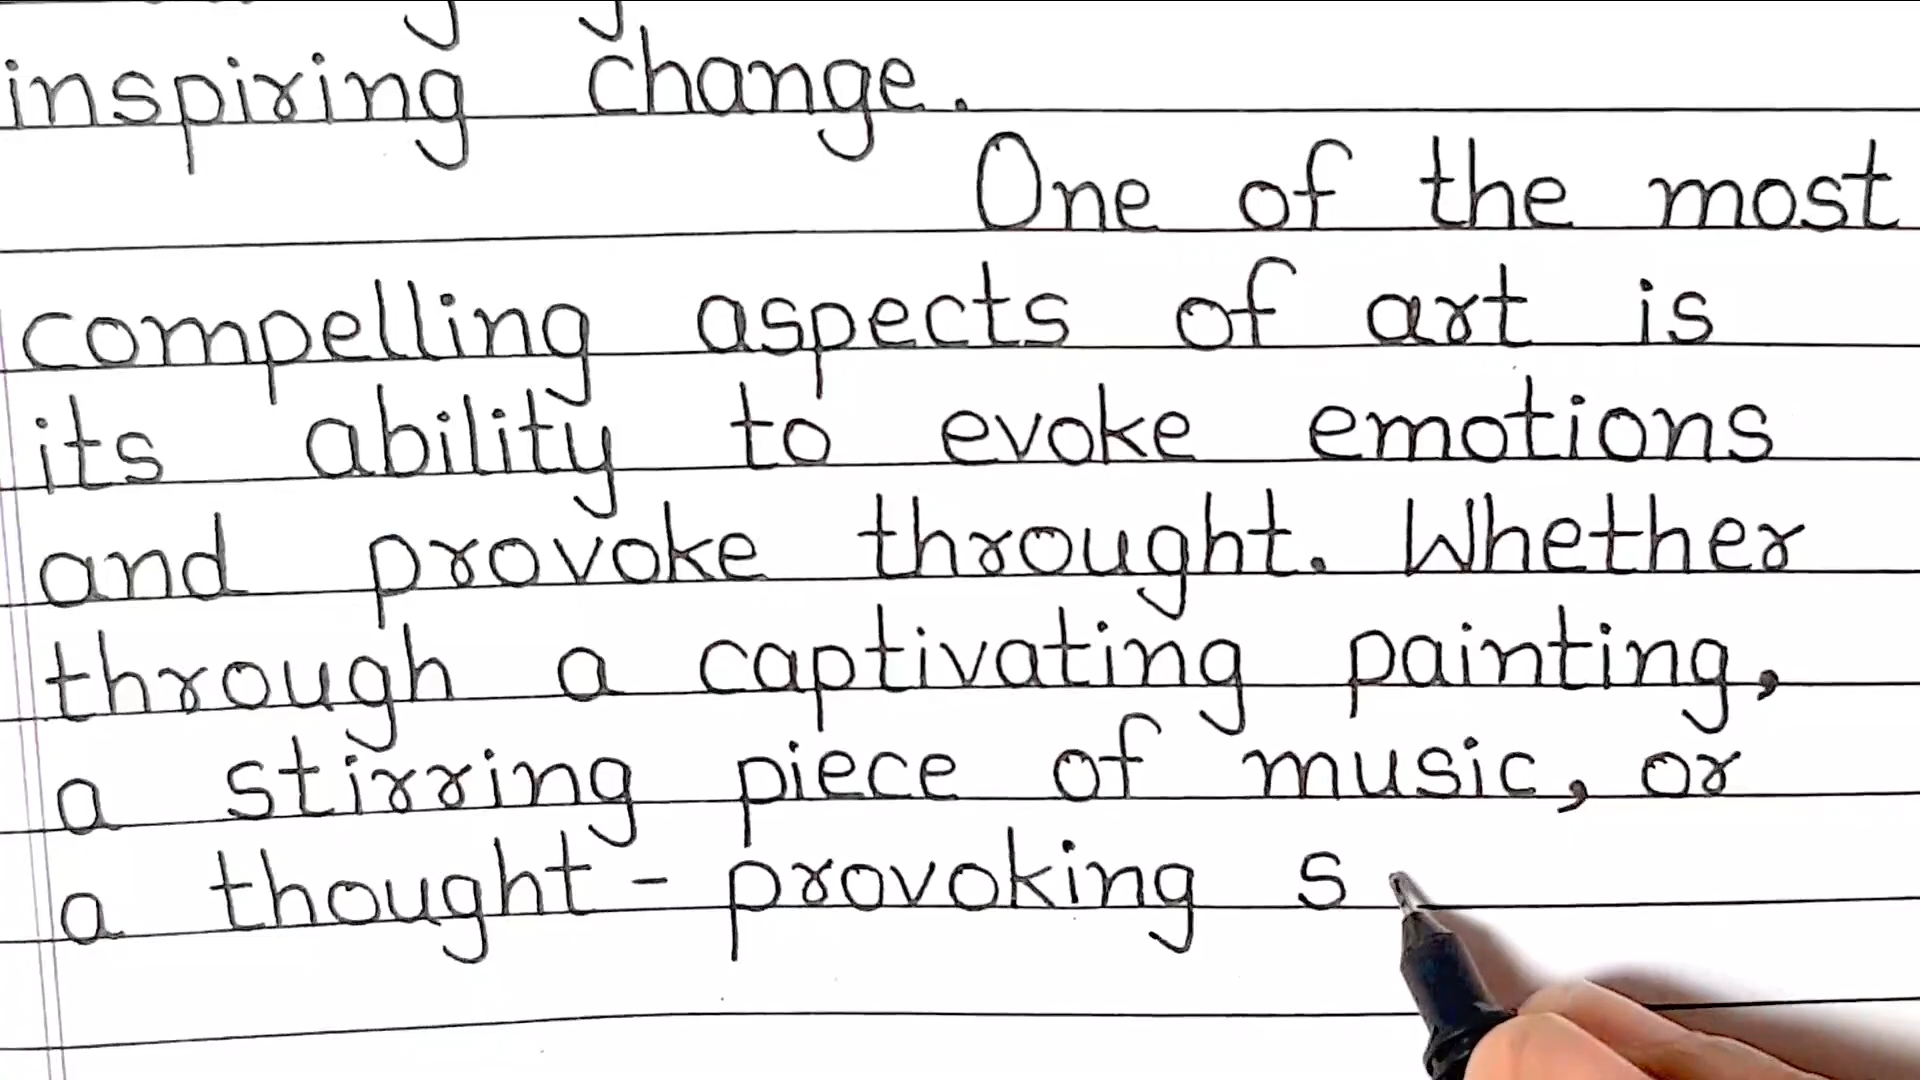 inspiring change.
One of the most
compelling aspects of art is
its ability to evoke emotions
and provoke throught. Whether
through a captivating painting,
a stirring piece of music, or
a thought-provoking s